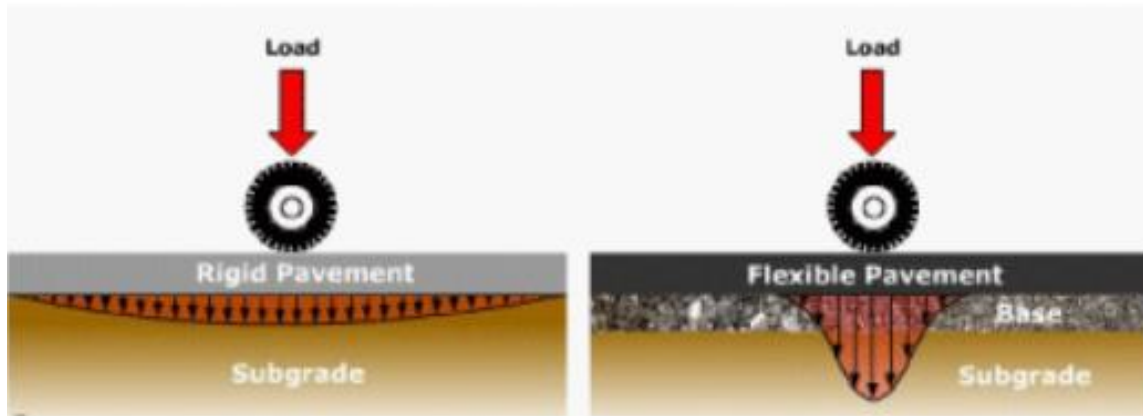 Load
Rigid Pavement
Subgrade
Load
Flexible Pavement
Base
Subgrade